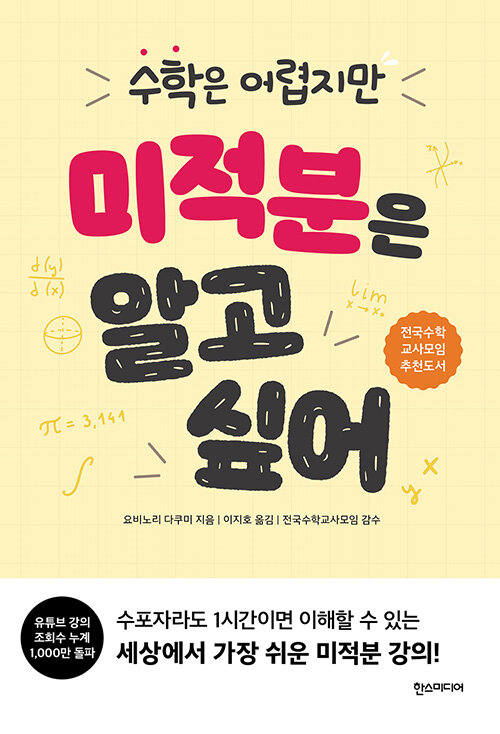 수학은 어렵지만
미적분은
알고
싶어
d(y)
d(x)
lim
x→x₀
전국수학
교사모임
추천도서
π = 3,141
∫
x
y
요비노리 다쿠미 지음 | 이지호 옮김 | 전국수학교사모임 감수
유튜브 강의
조회수 누계
1,000만 돌파
수포자라도 1시간이면 이해할 수 있는
세상에서 가장 쉬운 미적분 강의!
한스미디어